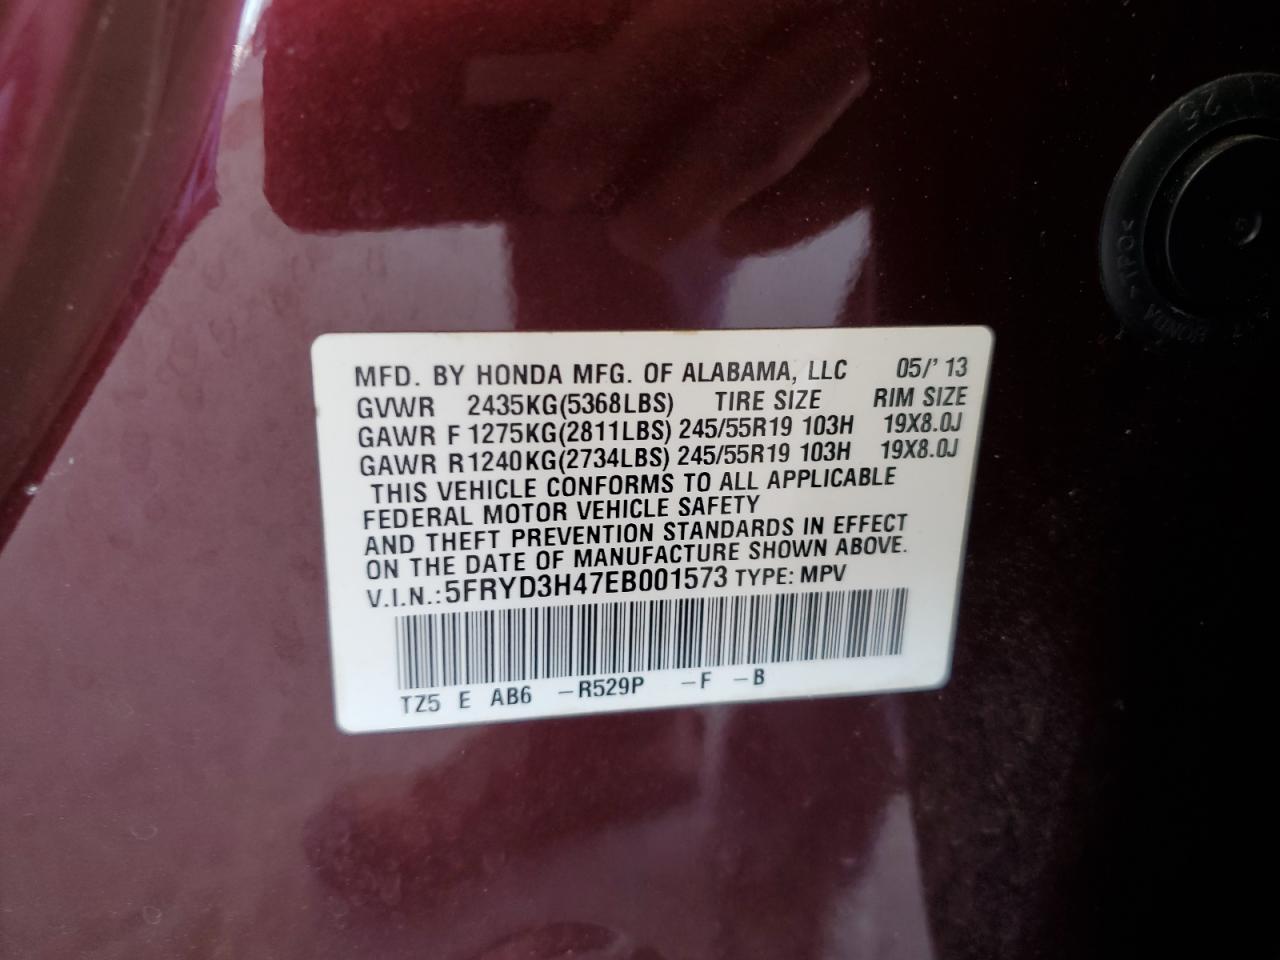 MFD. BY HONDA MFG. OF ALABAMA, LLC 05/'13
GVWR 2435KG(5368LBS) TIRE SIZE RIM SIZE
GAWR F 1275KG(2811LBS) 245/55R19 103H 19X8.0J
GAWR R 1240KG(2734LBS) 245/55R19 103H 19X8.0J
THIS VEHICLE CONFORMS TO ALL APPLICABLE
FEDERAL MOTOR VEHICLE SAFETY
AND THEFT PREVENTION STANDARDS IN EFFECT
ON THE DATE OF MANUFACTURE SHOWN ABOVE.
V.I.N.: 5FRYD3H47EB001573 TYPE: MPV
TZ5 E AB6 -R529P -F -B
25
HONDA >TPO<